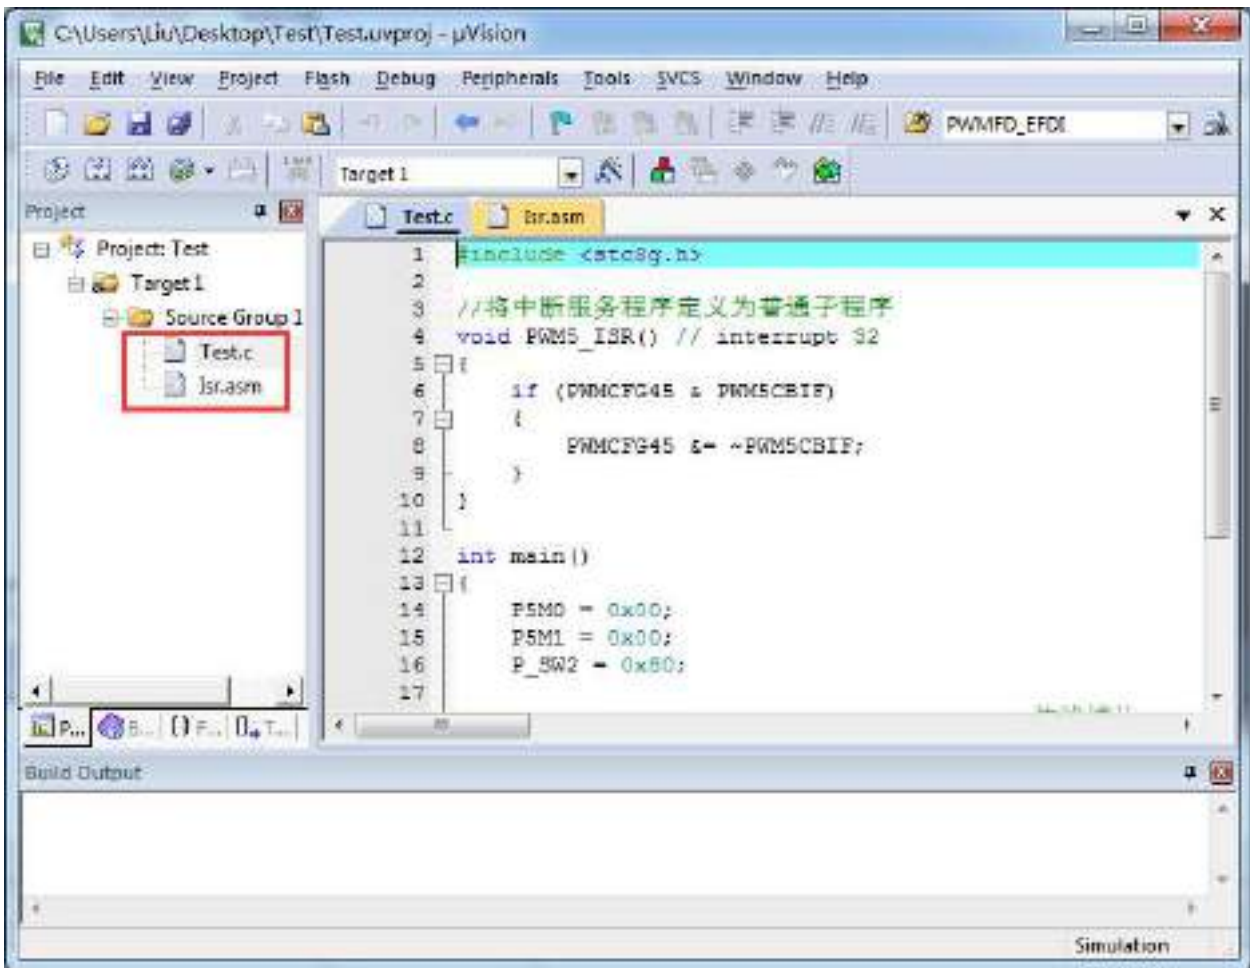 C:\Users\Liu\Desktop\Test\Test.uvproj - µVision
File Edit View Project Flash Debug Peripherals Tools SVCS Window Help
PWMFD_EFDI
Target 1
Project
Test.c Isr.asm
Project: Test
Target 1
Source Group 1
Test.c
Isr.asm
1 #include <stc8g.h>
2
3 //将中断服务程序定义为普通子程序
4 void PWM5_ISR() // interrupt 32
5 {
6 if (PWMCFG45 & PWM5CBIF)
7 {
8 PWMCFG45 &= ~PWM5CBIF;
9 }
10 }
11
12 int main()
13 {
14 P5M0 = 0x00;
15 P5M1 = 0x00;
16 P_SW2 = 0x80;
17
P... B... {} F... T...
Build Output
Simulation